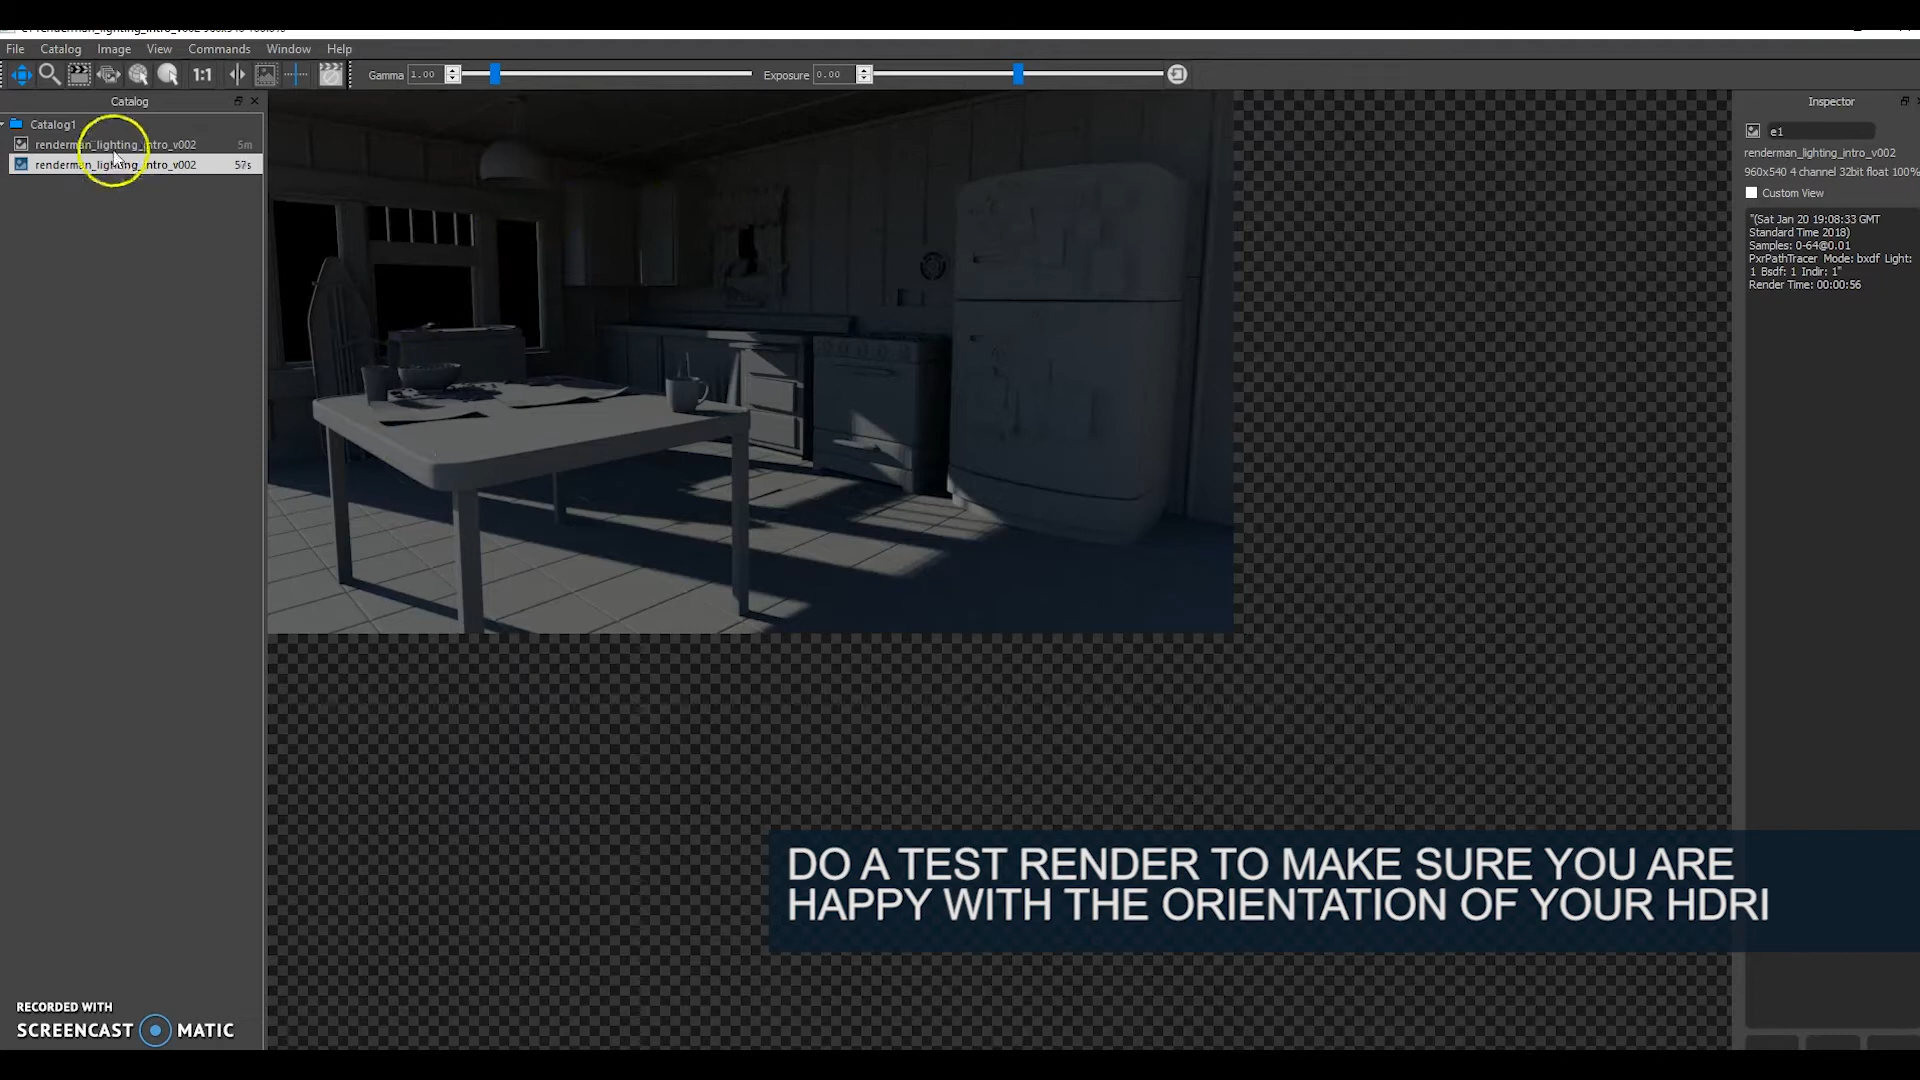 File Catalog Image View Commands Window Help
1:1 Gamma 1.00 Exposure 0.00
Catalog
Catalog1
renderman_lighting_intro_v002 5m
renderman_lighting_intro_v002 57s
Inspector
e1
renderman_lighting_intro_v002
960x540 4 channel 32bit float 100%
Custom View
"(Sat Jan 20 19:08:33 GMT
Standard Time 2018)
Samples: 0-64@0.01
PxrPathTracer Mode: bxdf Light:
1 Bsdf: 1 Indir: 1"
Render Time: 00:00:56
DO A TEST RENDER TO MAKE SURE YOU ARE
HAPPY WITH THE ORIENTATION OF YOUR HDRI
RECORDED WITH
SCREENCAST MATIC